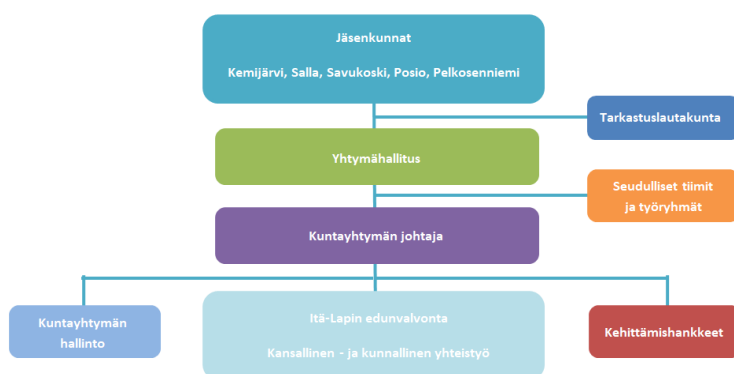 Jäsenkunnat
Kemijärvi, Salla, Savukoski, Posio, Pelkosenniemi
Tarkastuslautakunta
Yhtymähallitus
Seudulliset tiimit
ja työryhmät
Kuntayhtymän johtaja
Kuntayhtymän
hallinto
Itä-Lapin edunvalvonta
Kansallinen - ja kunnallinen yhteistyö
Kehittämishankkeet